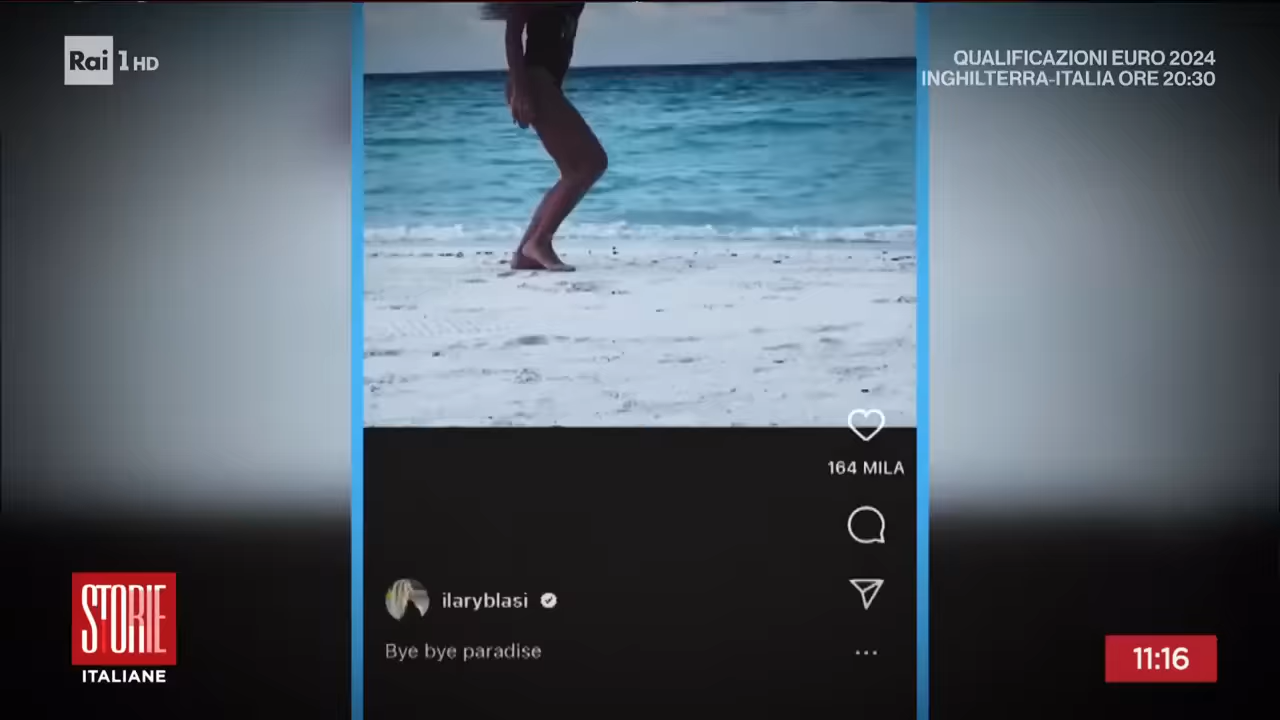 Rai 1 HD
QUALIFICAZIONI EURO 2024
INGHILTERRA-ITALIA ORE 20:30
164 MILA
ilaryblasi
Bye bye paradise
STORIE
ITALIANE
11:16